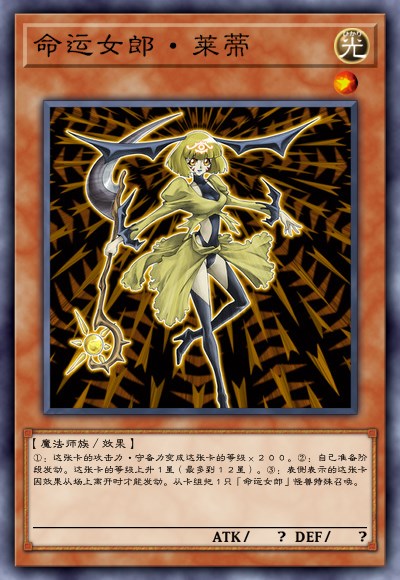 命运女郎・莱蒂
光
【魔法师族／效果】
①：这张卡的攻击力・守备力变成这张卡的等级×２００。②：自己准备阶
段发动。这张卡的等级上升１星（最多到１２星）。③：表侧表示的这张卡
因效果从场上离开时才能发动。从卡组把１只「命运女郎」怪兽特殊召唤。
ATK/ ? DEF/ ?